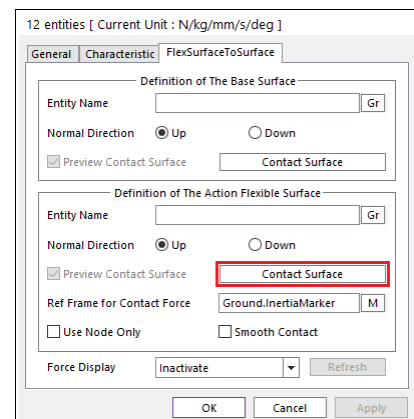 12 entities [ Current Unit : N/kg/mm/s/deg ]
General Characteristic FlexSurfaceToSurface
Definition of The Base Surface
Entity Name Gr
Normal Direction Up Down
Preview Contact Surface Contact Surface
Definition of The Action Flexible Surface
Entity Name Gr
Normal Direction Up Down
Preview Contact Surface Contact Surface
Ref Frame for Contact Force Ground.InertiaMarker M
Use Node Only Smooth Contact
Force Display Inactivate Refresh
OK Cancel Apply